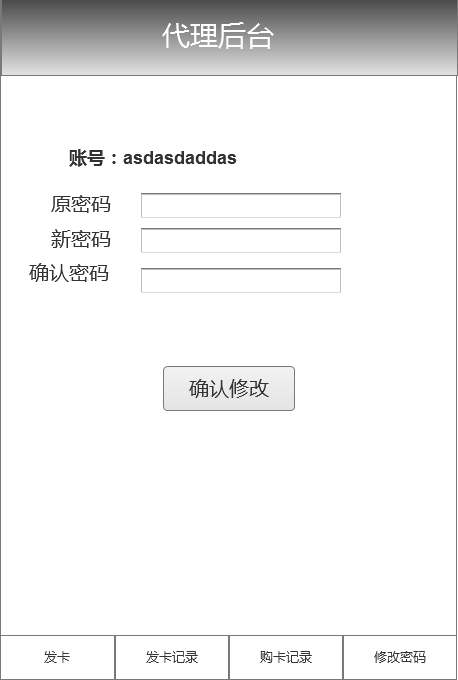 代理后台
账号：asdasdaddas
原密码
新密码
确认密码
确认修改
发卡 发卡记录 购卡记录 修改密码